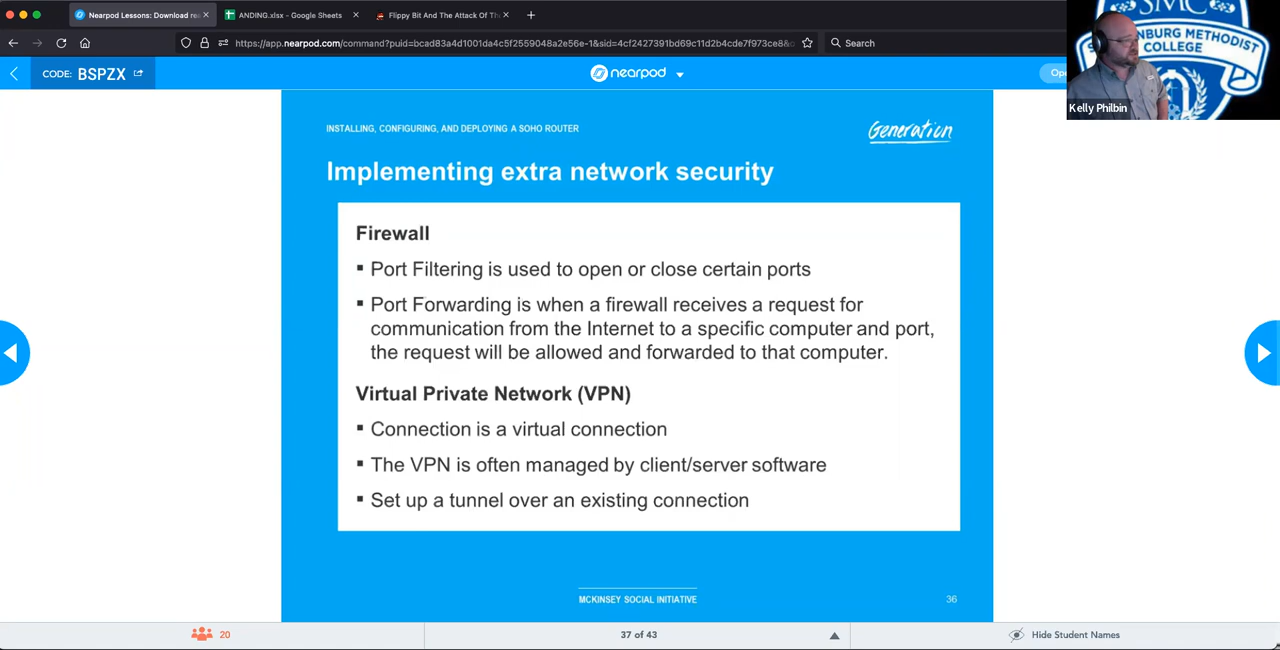 Nearpod Lessons: Download re
ANDING.xlsx - Google Sheets
Flippy Bit And The Attack Of Th
https://app.nearpod.com/command?puid=bcad83a4d1001da4c5f2559048a2e56e-1&sid=4cf2427391bd69c11d2b4cde7f973ce8&
Search
CODE: BSPZX
nearpod
Ope
SMC
NBURG METHODIST
COLLEGE
Kelly Philbin
INSTALLING, CONFIGURING, AND DEPLOYING A SOHO ROUTER
Generation
Implementing extra network security
Firewall
▪ Port Filtering is used to open or close certain ports
▪ Port Forwarding is when a firewall receives a request for
communication from the Internet to a specific computer and port,
the request will be allowed and forwarded to that computer.
Virtual Private Network (VPN)
▪ Connection is a virtual connection
▪ The VPN is often managed by client/server software
▪ Set up a tunnel over an existing connection
MCKINSEY SOCIAL INITIATIVE
36
20
37 of 43
Hide Student Names